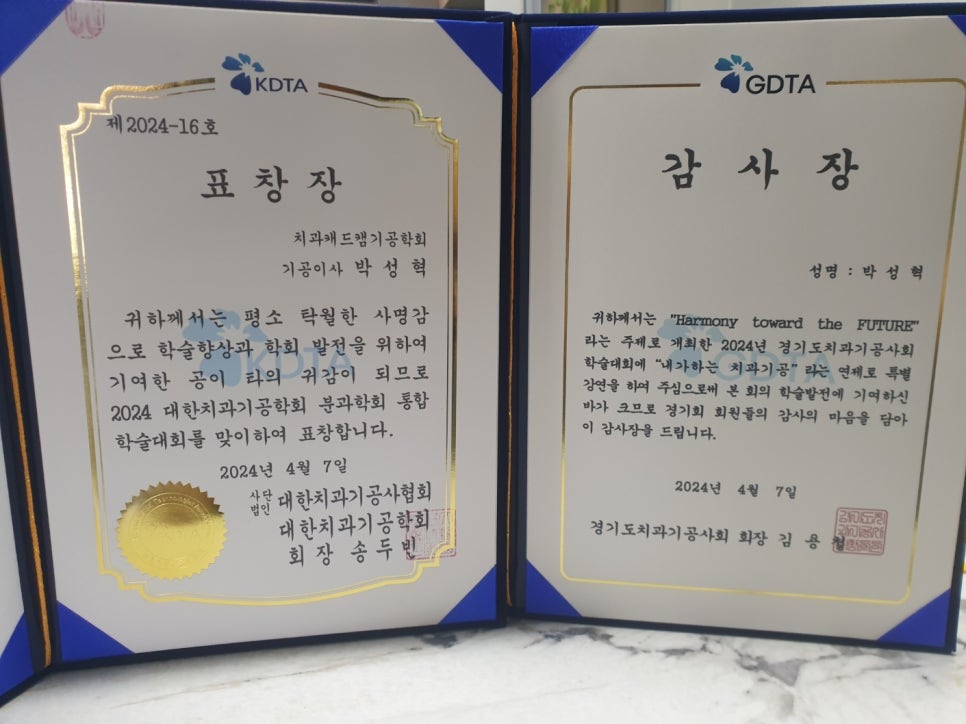 KDTA
제2024-16호
표창장
치과캐드캠기공학회
기공이사 박성혁
귀하께서는 평소 탁월한 사명감
으로 학술향상과 학회 발전을 위하여
기여한 공이 타의 귀감이 되므로
2024 대한치과기공학회 분과학회 통합
학술대회를 맞이하여 표창합니다.
2024년 4월 7일
사단법인 대한치과기공사협회
대한치과기공학회
회장 송두빈
KDTA
GDTA
감사장
성명 : 박성혁
귀하께서는 "Harmony toward the FUTURE"
라는 주제로 개최한 2024년 경기도치과기공사회
학술대회에 "내가하는 치과기공" 라는 연제로 특별
강연을 하여 주심으로써 본 회의 학술발전에 기여하신
바가 크므로 경기회 회원들의 감사의 마음을 담아
이 감사장을 드립니다.
2024년 4월 7일
경기도치과기공사회 회장 김용
GDTA